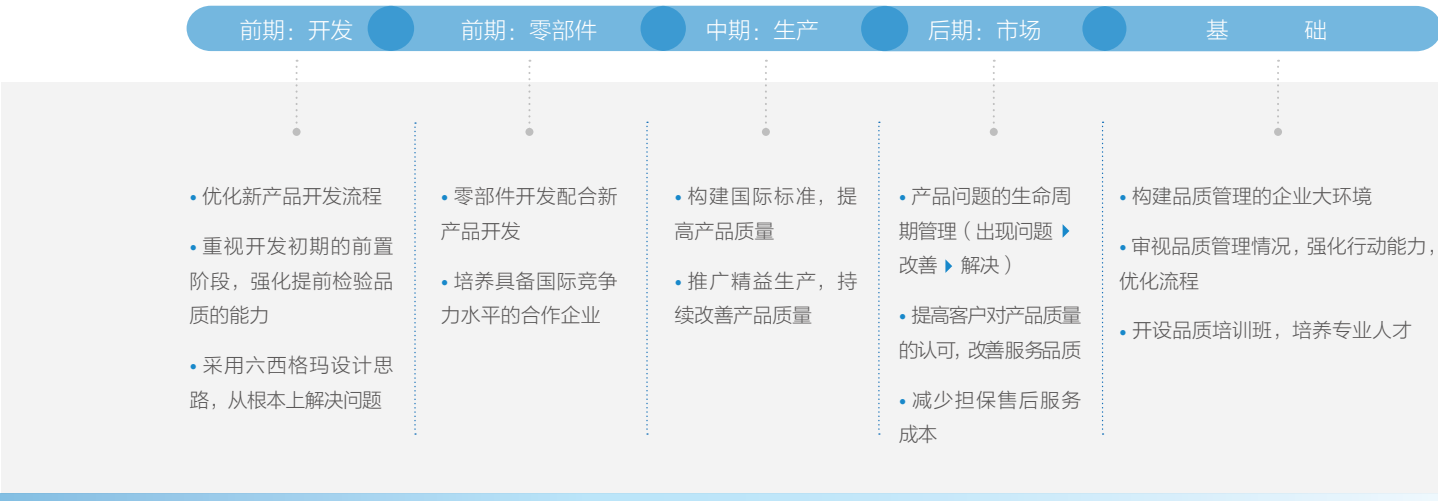 前期：开发
前期：零部件
中期：生产
后期：市场
基 础
• 优化新产品开发流程
• 重视开发初期的前置
阶段，强化提前检验品
质的能力
• 采用六西格玛设计思
路，从根本上解决问题
• 零部件开发配合新
产品开发
• 培养具备国际竞争
力水平的合作企业
• 构建国际标准，提
高产品质量
• 推广精益生产，持
续改善产品质量
• 产品问题的生命周
期管理（出现问题 ▶
改善 ▶ 解决）
• 提高客户对产品质量
的认可，改善服务品质
• 减少担保售后服务
成本
• 构建品质管理的企业大环境
• 审视品质管理情况，强化行动能力，
优化流程
• 开设品质培训班，培养专业人才